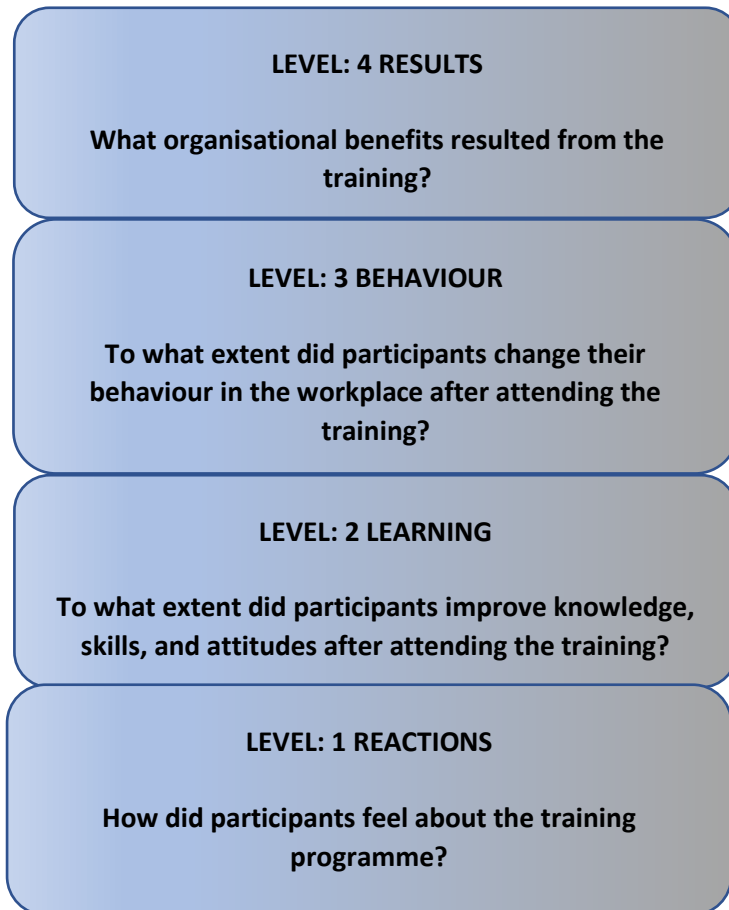 LEVEL: 4 RESULTS
What organisational benefits resulted from the
training?
LEVEL: 3 BEHAVIOUR
To what extent did participants change their
behaviour in the workplace after attending the
training?
LEVEL: 2 LEARNING
To what extent did participants improve knowledge,
skills, and attitudes after attending the training?
LEVEL: 1 REACTIONS
How did participants feel about the training
programme?